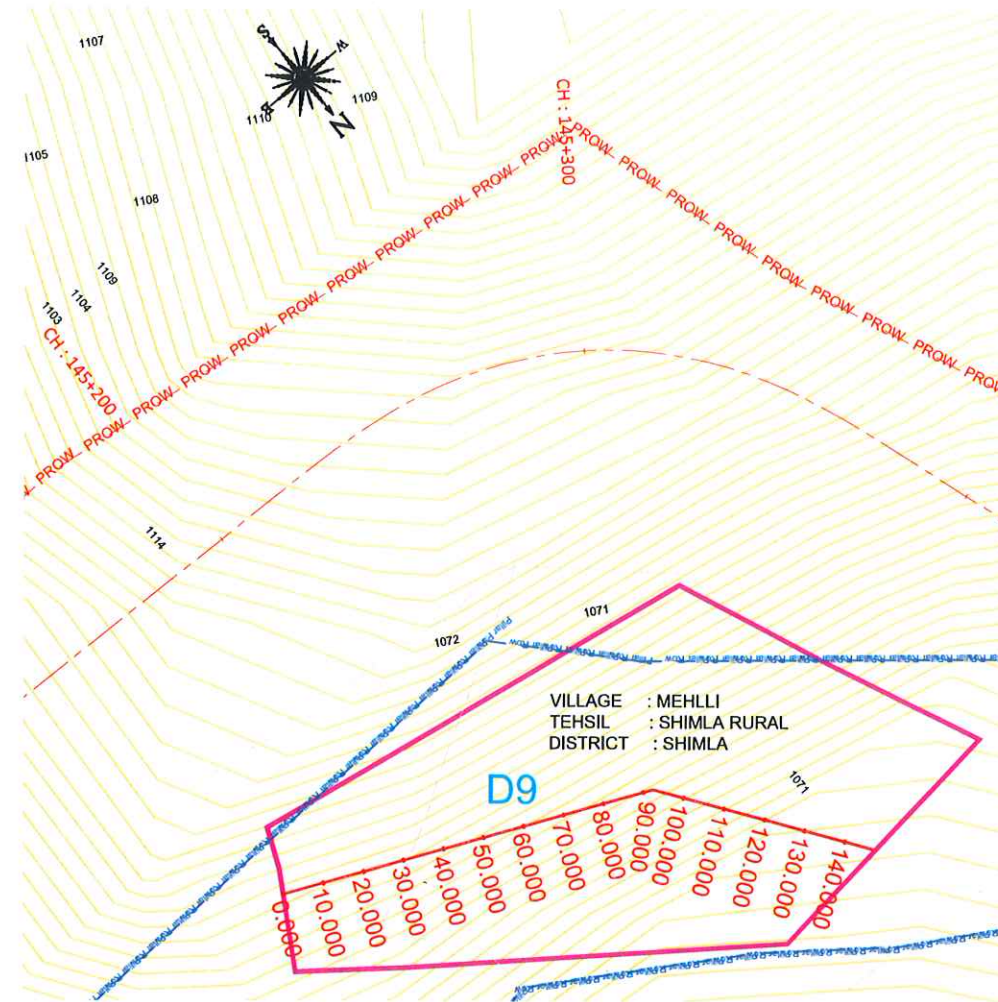 1107
S
W
N
1109
1110
1105
1108
1109
1104
1103
CH : 145+200
CH : 145+300
PROW PROW PROW PROW PROW PROW PROW PROW PROW PROW PROW
PROW PROW PROW PROW PROW PROW PROW PROW PROW
1114
1072
1071
Pillar Row
VILLAGE : MEHLLI
TEHSIL : SHIMLA RURAL
DISTRICT : SHIMLA
1071
D9
0.000
10.000
20.000
30.000
40.000
50.000
60.000
70.000
80.000
90.000
100.000
110.000
120.000
130.000
140.000